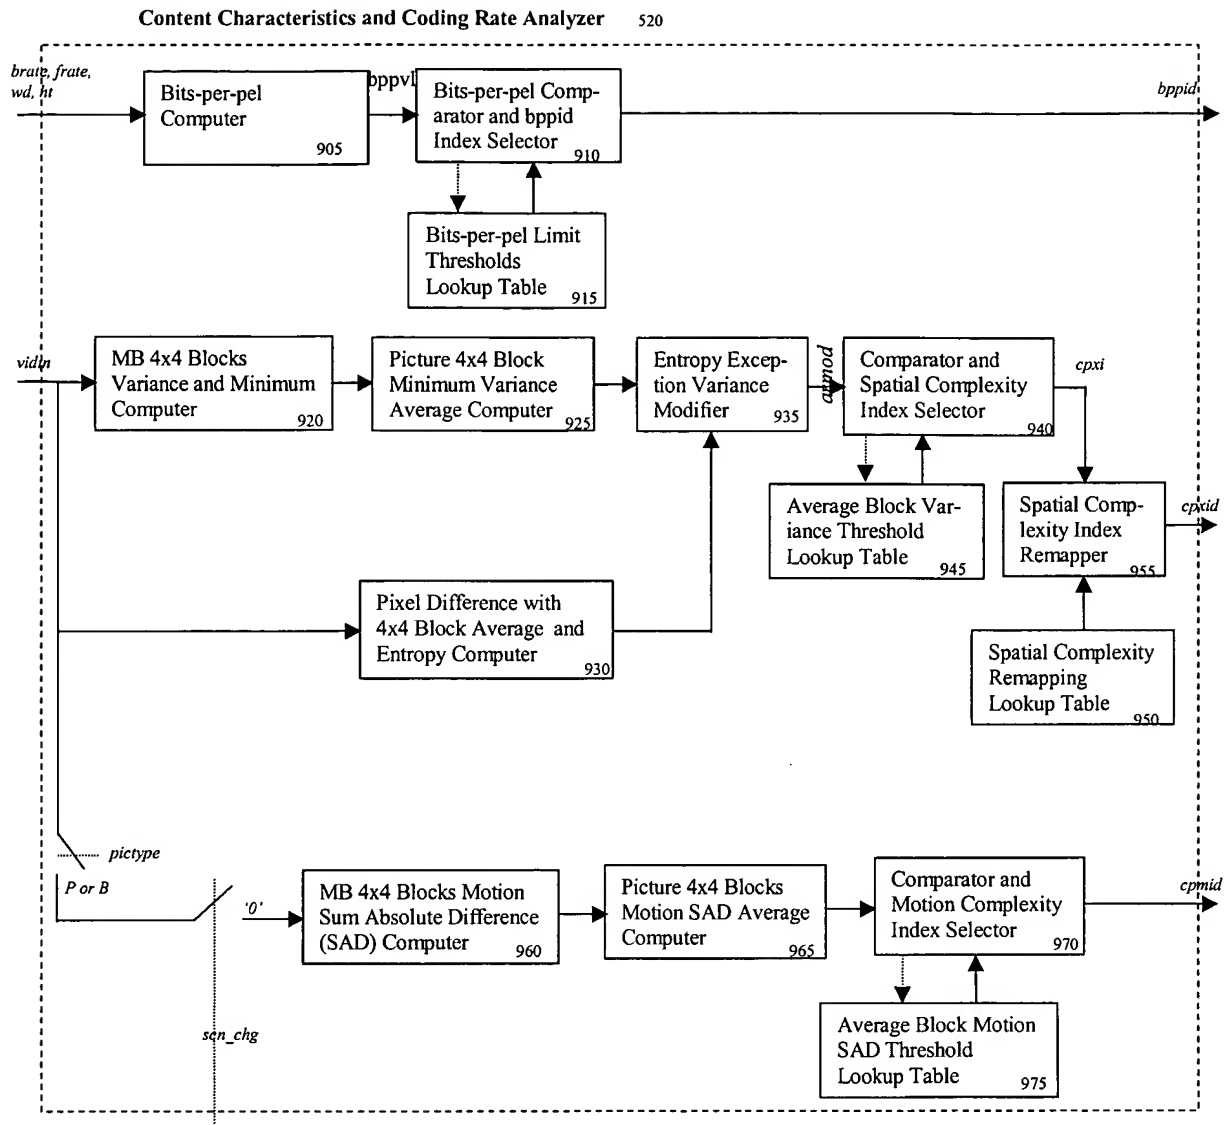 Content Characteristics and Coding Rate Analyzer 520
brate, frate,
wd, ht
Bits-per-pel
Computer
905
bppvl
Bits-per-pel Comp-
arator and bppid
Index Selector
910
bppid
Bits-per-pel Limit
Thresholds
Lookup Table
915
vidin
MB 4x4 Blocks
Variance and Minimum
Computer
920
Picture 4x4 Block
Minimum Variance
Average Computer
925
Entropy Excep-
tion Variance
Modifier
935
avmod
Comparator and
Spatial Complexity
Index Selector
940
cpxi
Average Block Var-
iance Threshold
Lookup Table
945
Spatial Comp-
lexity Index
Remapper
955
cpxid
Pixel Difference with
4x4 Block Average and
Entropy Computer
930
Spatial Complexity
Remapping
Lookup Table
950
pictype
P or B
'0'
MB 4x4 Blocks Motion
Sum Absolute Difference
(SAD) Computer
960
Picture 4x4 Blocks
Motion SAD Average
Computer
965
Comparator and
Motion Complexity
Index Selector
970
cpmid
scn_chg
Average Block Motion
SAD Threshold
Lookup Table
975